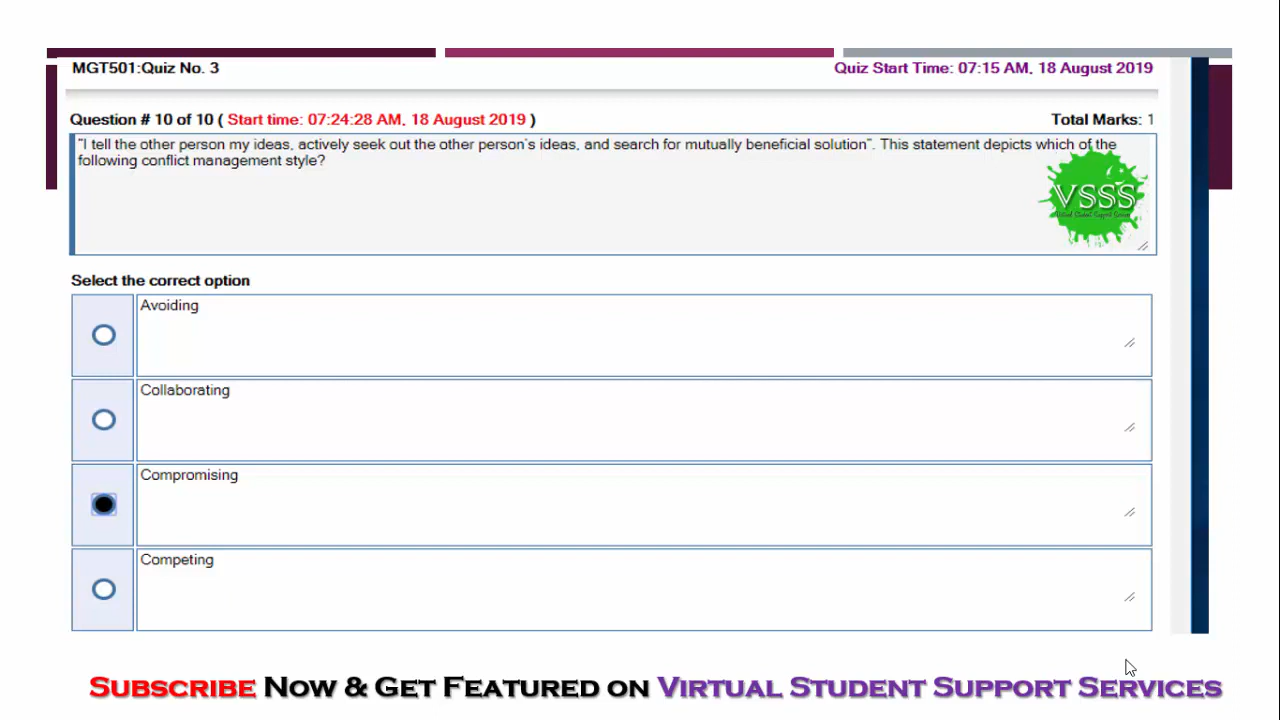 MGT501:Quiz No. 3
Quiz Start Time: 07:15 AM, 18 August 2019
Question # 10 of 10 ( Start time: 07:24:28 AM, 18 August 2019 )
Total Marks: 1
"I tell the other person my ideas, actively seek out the other person's ideas, and search for mutually beneficial solution". This statement depicts which of the
following conflict management style?
VSSS
Select the correct option
Avoiding
Collaborating
Compromising
Competing
Subscribe Now & Get Featured on Virtual Student Support Services